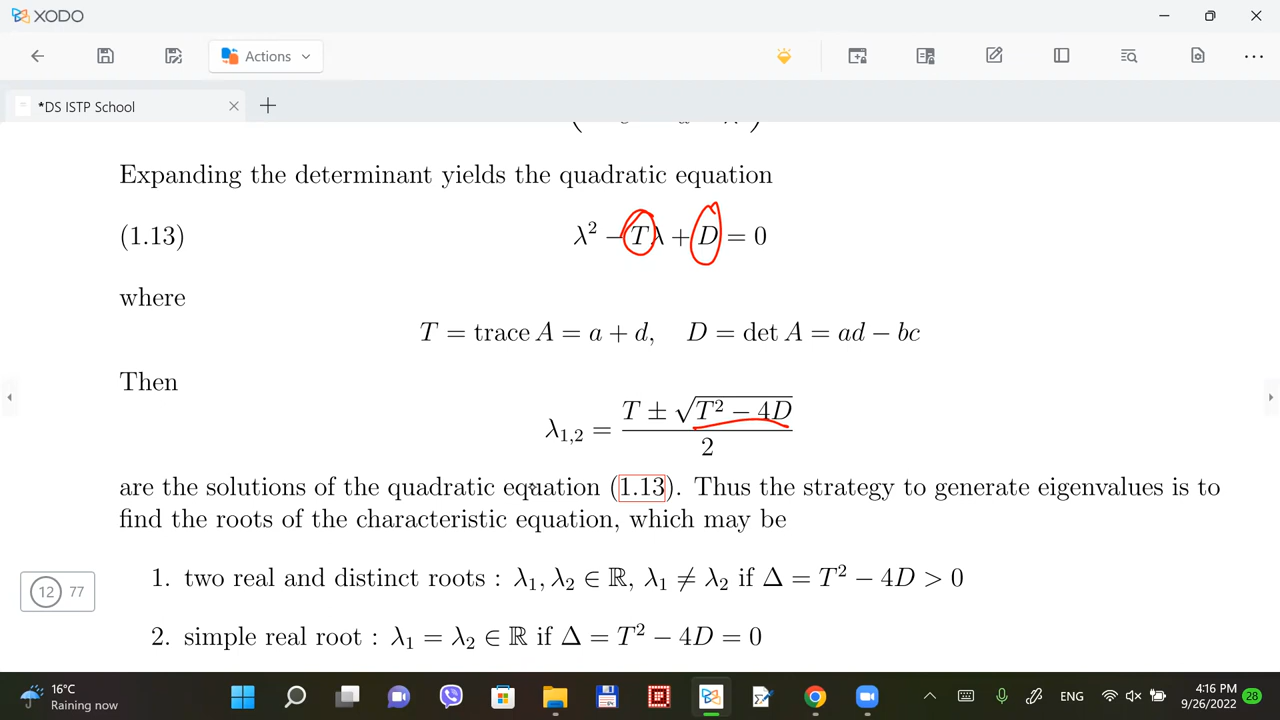 XODO
Actions
*DS ISTP School
Expanding the determinant yields the quadratic equation
(1.13) λ² − Tλ + D = 0
where
T = trace A = a + d, D = det A = ad − bc
Then
λ₁,₂ = (T ± √(T² − 4D)) / 2
are the solutions of the quadratic equation (1.13). Thus the strategy to generate eigenvalues is to
find the roots of the characteristic equation, which may be
1. two real and distinct roots : λ₁, λ₂ ∈ ℝ, λ₁ ≠ λ₂ if Δ = T² − 4D > 0
12 77
2. simple real root : λ₁ = λ₂ ∈ ℝ if Δ = T² − 4D = 0
16°C
Raining now
ENG
4:16 PM
9/26/2022
28